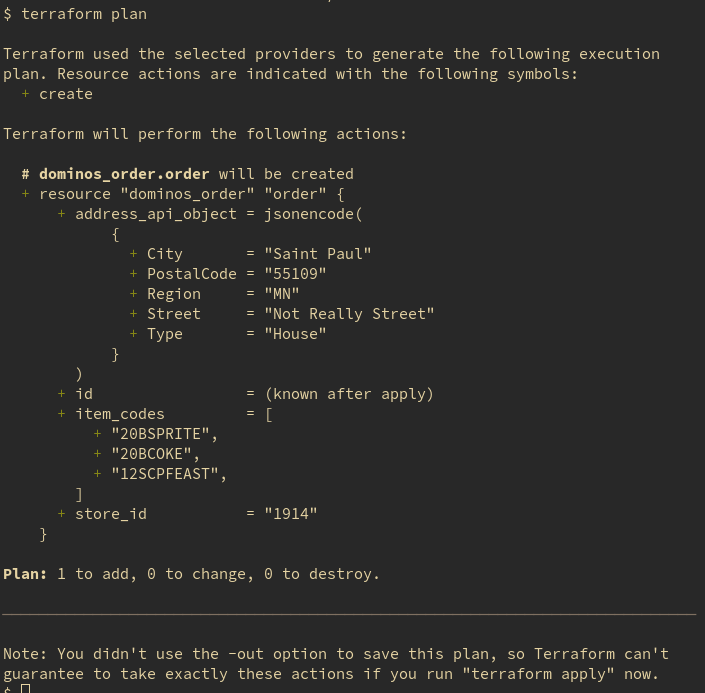 $ terraform plan

Terraform used the selected providers to generate the following execution
plan. Resource actions are indicated with the following symbols:
  + create

Terraform will perform the following actions:

  # dominos_order.order will be created
  + resource "dominos_order" "order" {
      + address_api_object = jsonencode(
            {
              + City       = "Saint Paul"
              + PostalCode = "55109"
              + Region     = "MN"
              + Street     = "Not Really Street"
              + Type       = "House"
            }
        )
      + id                 = (known after apply)
      + item_codes         = [
          + "20BSPRITE",
          + "20BCOKE",
          + "12SCPFEAST",
        ]
      + store_id           = "1914"
    }

Plan: 1 to add, 0 to change, 0 to destroy.

Note: You didn't use the -out option to save this plan, so Terraform can't
guarantee to take exactly these actions if you run "terraform apply" now.
$